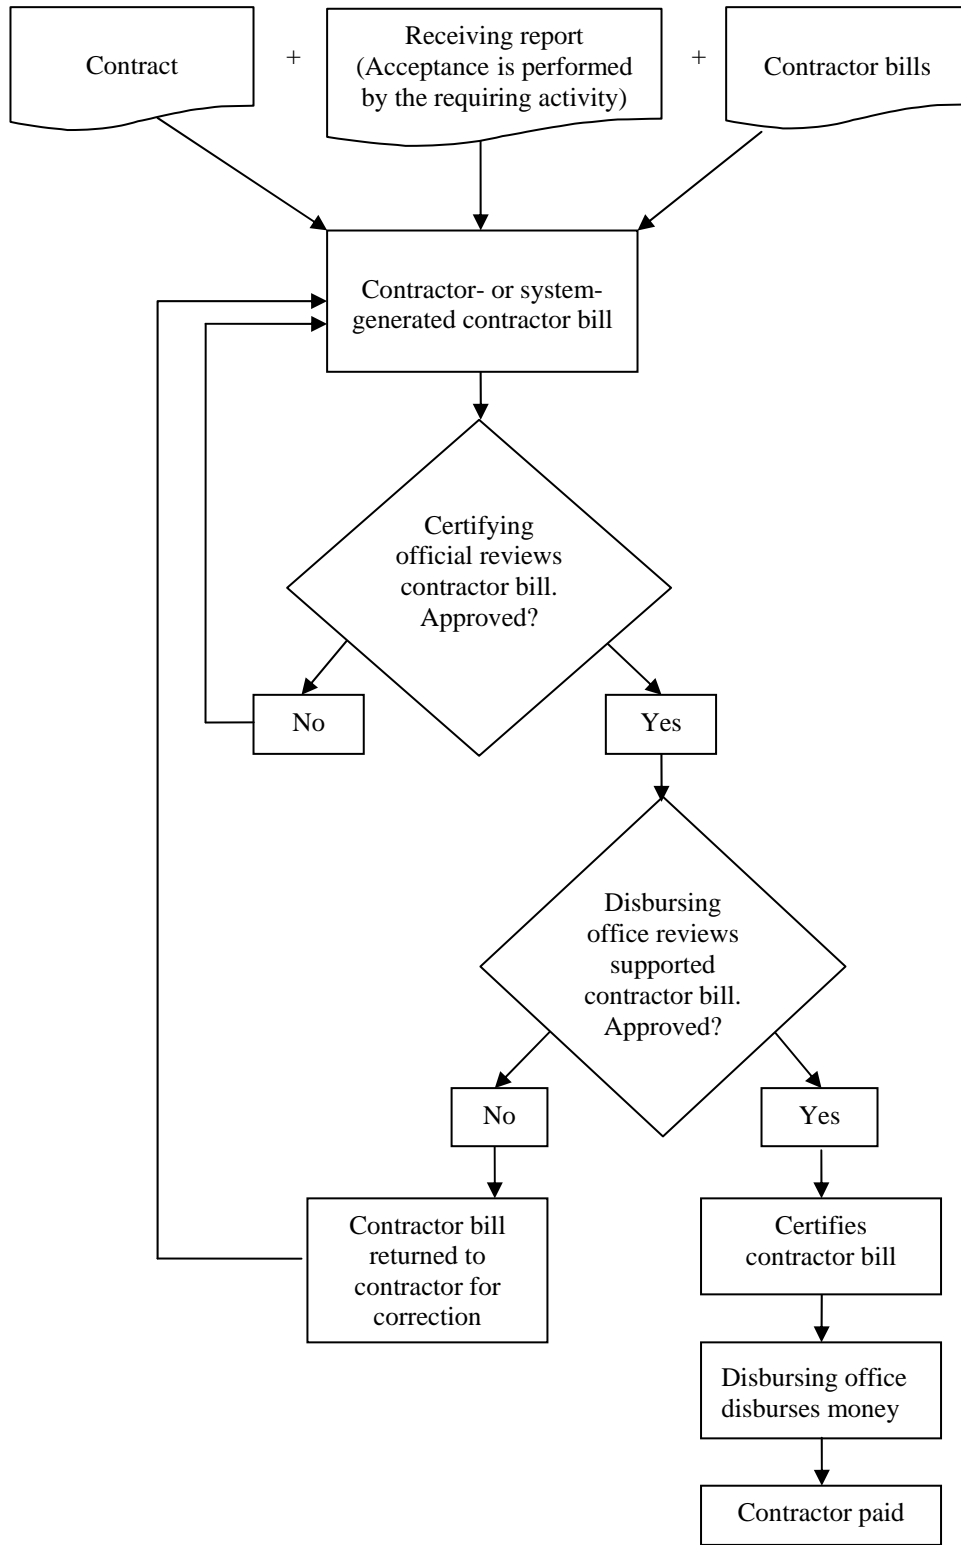 Contract
+
Receiving report
(Acceptance is performed
by the requiring activity)
+
Contractor bills
Contractor- or system-
generated contractor bill
Certifying
official reviews
contractor bill.
Approved?
No
Yes
Disbursing
office reviews
supported
contractor bill.
Approved?
No
Yes
Contractor bill
returned to
contractor for
correction
Certifies
contractor bill
Disbursing office
disburses money
Contractor paid